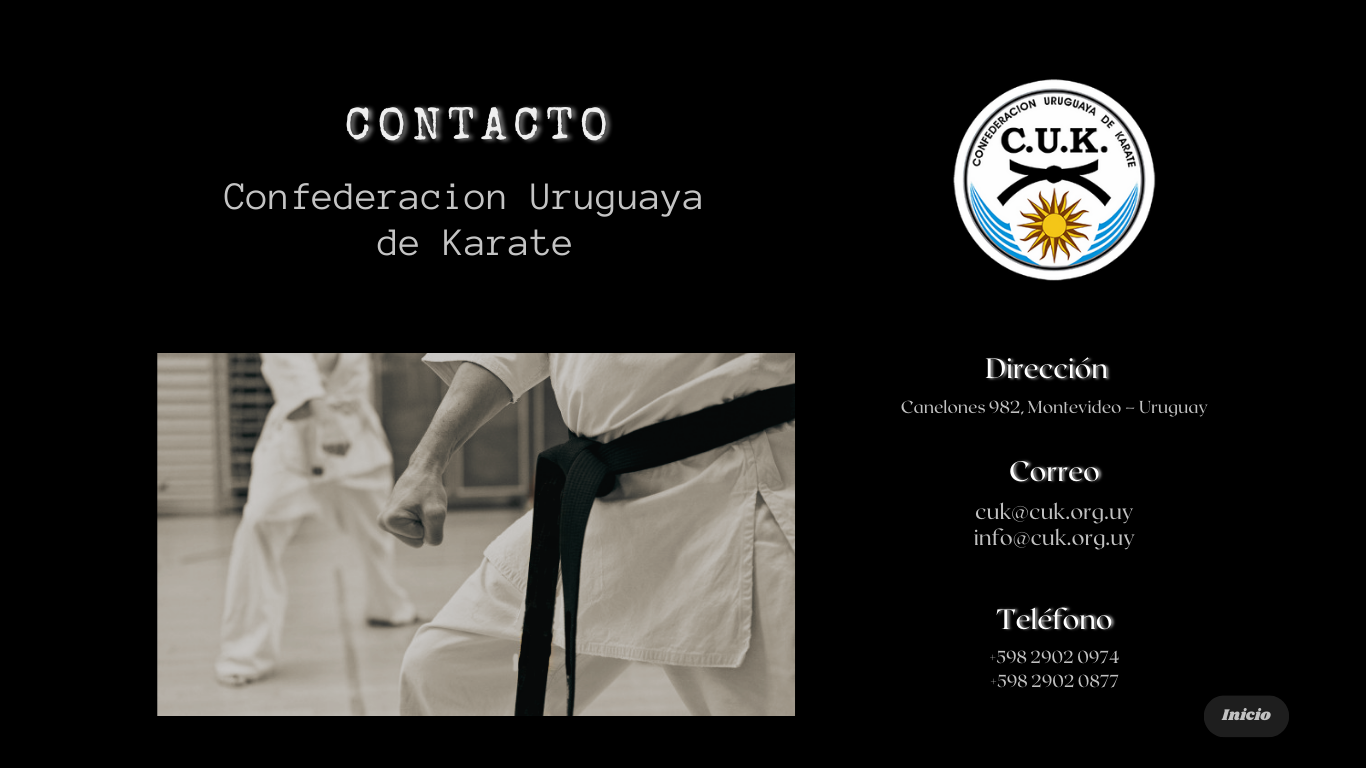 CONTACTO
Confederacion Uruguaya
de Karate
CONFEDERACION URUGUAYA DE KARATE
C.U.K.
Dirección
Canelones 982, Montevideo – Uruguay
Correo
cuk@cuk.org.uy
info@cuk.org.uy
Teléfono
+598 2902 0974
+598 2902 0877
Inicio